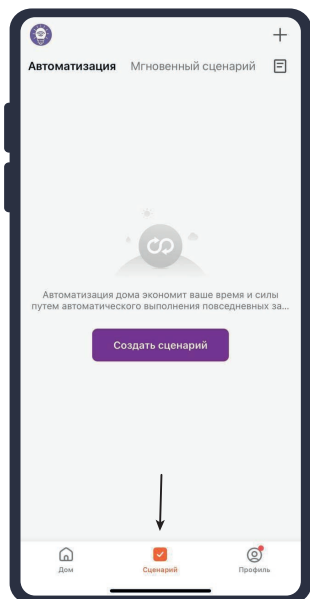 Автоматизация Мгновенный сценарий
Автоматизация дома экономит ваше время и силы
путем автоматического выполнения повседневных за...
Создать сценарий
Дом Сценарий Профиль